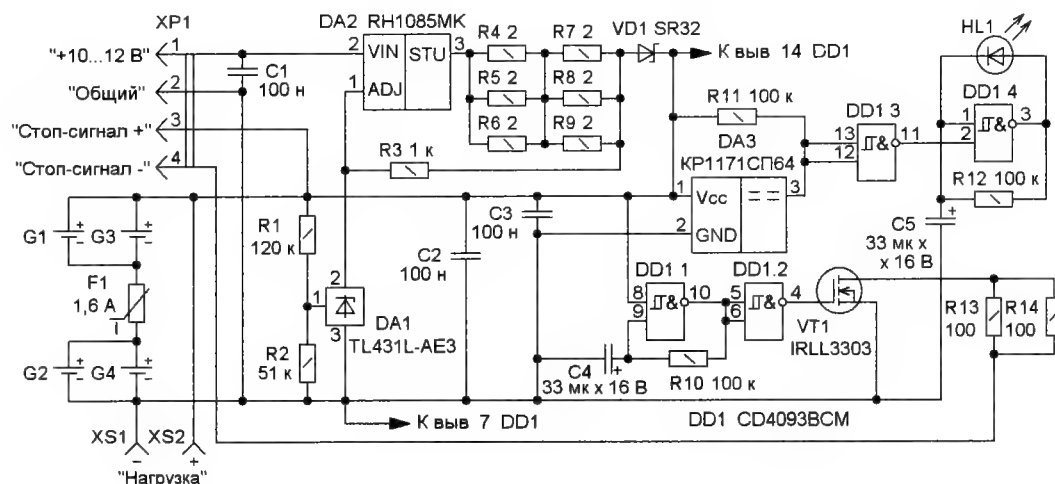 XP1
"+10...12 В" 1
"Общий" 2
"Стоп-сигнал +" 3
"Стоп-сигнал -" 4
C1
100 н
DA2 RH1085MK
2 VIN STU 3
1 ADJ
R4 2 R7 2
R5 2 R8 2
R6 2 R9 2
R3 1 к
VD1 SR32
К выв 14 DD1
R11 100 к
DA3
КР1171СП64
1 Vcc 3
2 GND
DD1 3
13 &
12 11
HL1
DD1 4
1 & 3
2
R12 100 к
C5
33 мк х
х 16 В
G1 G3
F1
1,6 А
I
G2 G4
R1
120 к
R2
51 к
2
1
3
DA1
TL431L-AE3
C2
100 н
C3
100 н
DD1 1
8 & 10
9
DD1.2
5 & 4
6
C4
33 мк х 16 В
R10 100 к
VT1
IRLL3303
R13
100
R14
100
К выв 7 DD1
DD1 CD4093BCM
XS1 XS2
− +
"Нагрузка"